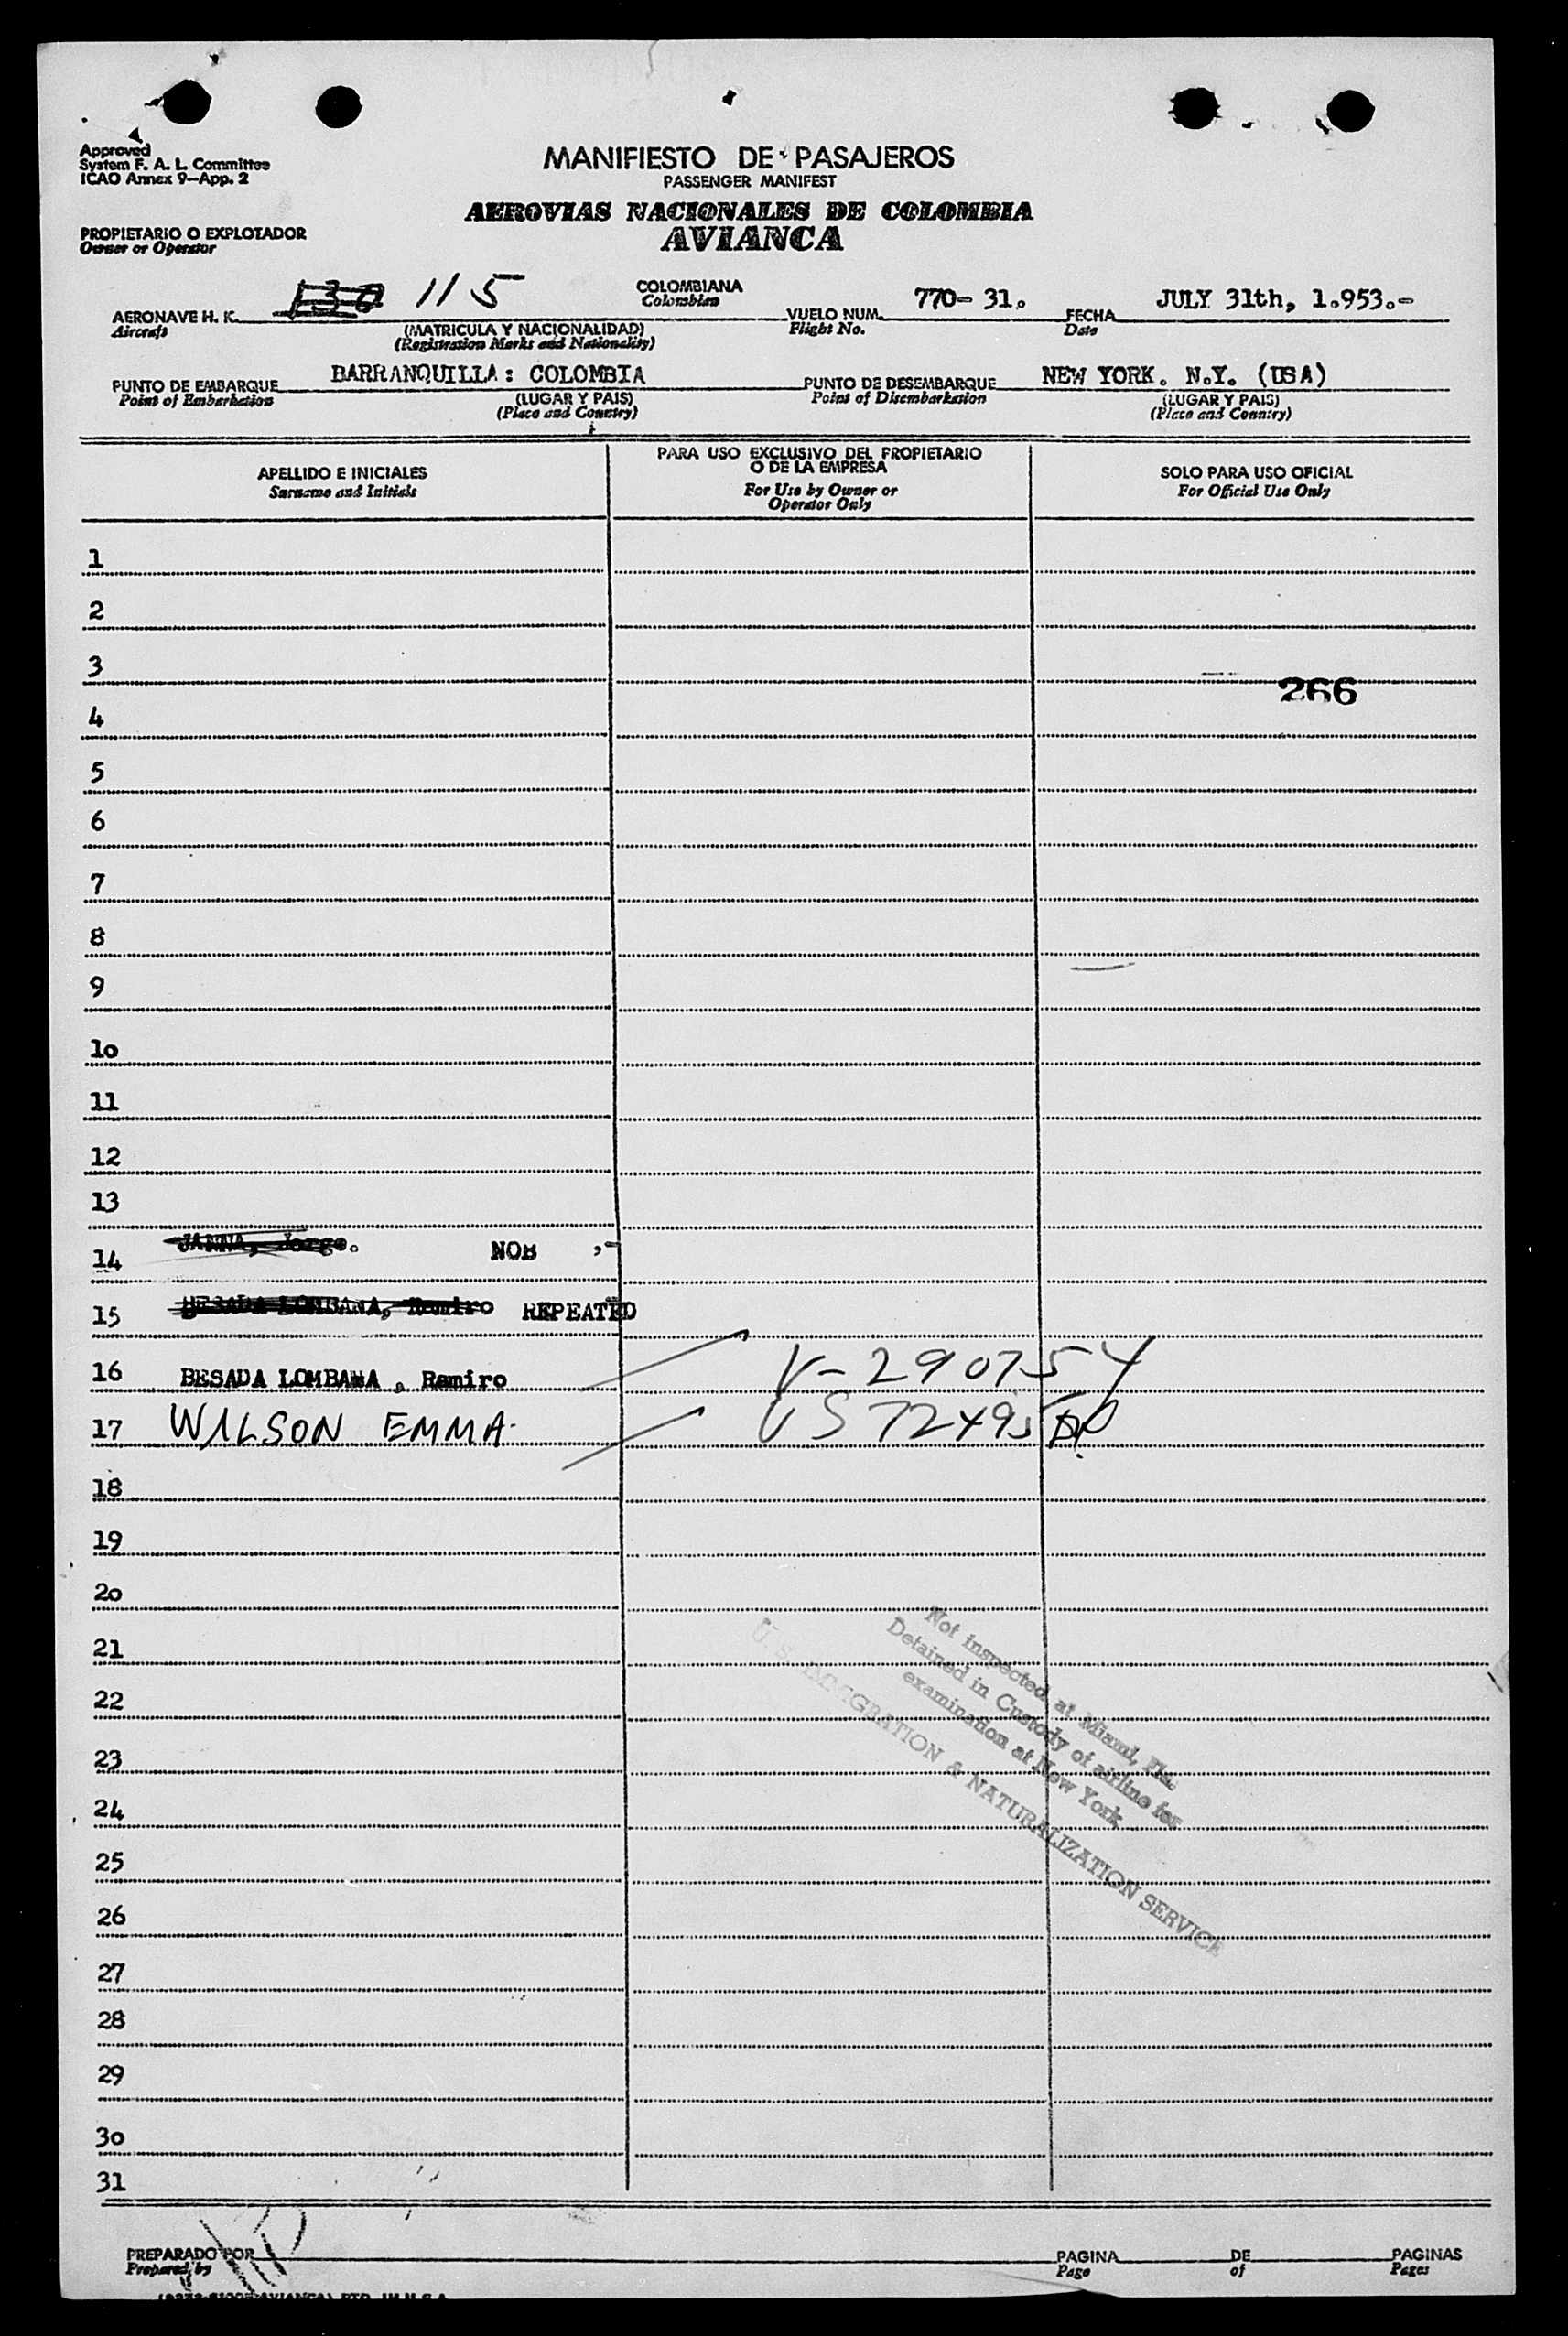 Approved
System F. A. L. Committee
ICAO Annex 9—App. 2
MANIFIESTO DE PASAJEROS
PASSENGER MANIFEST
AEROVIAS NACIONALES DE COLOMBIA
AVIANCA
PROPIETARIO O EXPLOTADOR
Owner or Operator
AERONAVE H. K. 115 COLOMBIANA VUELO NUM. 770- 31. FECHA JULY 31th, 1.953.-
Aircraft Colombian Flight No. Date
(MATRICULA Y NACIONALIDAD)
(Registration Marks and Nationality)
PUNTO DE EMBARQUE BARRANQUILLA: COLOMBIA PUNTO DE DESEMBARQUE NEW YORK. N.Y. (USA)
Point of Embarkation (LUGAR Y PAIS) Point of Disembarkation (LUGAR Y PAIS)
(Place and Country) (Place and Country)
APELLIDO E INICIALES
Surname and Initials
PARA USO EXCLUSIVO DEL PROPIETARIO
O DE LA EMPRESA
For Use by Owner or
Operator Only
SOLO PARA USO OFICIAL
For Official Use Only
1
2
3
266
4
5
6
7
8
9
10
11
12
13
14 JANNA, Jorge. NOB ,-
15 BESADA LOMBANA, Ramiro REPEATED
16 BESADA LOMBANA , Ramiro V-290754
17 WILSON EMMA.
18
19
20
21
22
23
24
25
26
27
28
29
30
31
Not inspected at Miami, Fla.
Detained in Custody of airline for
examination at New York
U. S. IMMIGRATION & NATURALIZATION SERVICE
PREPARADO POR PAGINA DE PAGINAS
Prepared by Page of Pages